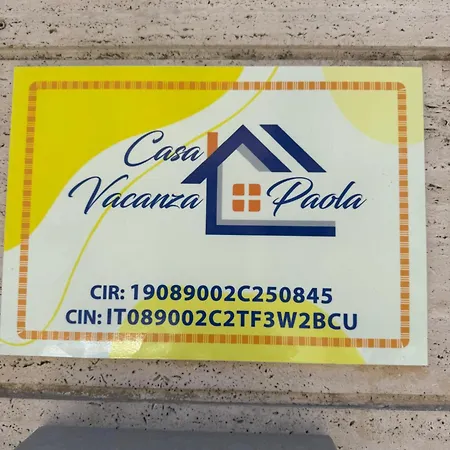 Casa
Vacanza Paola
CIR: 19089002C250845
CIN: IT089002C2TF3W2BCU